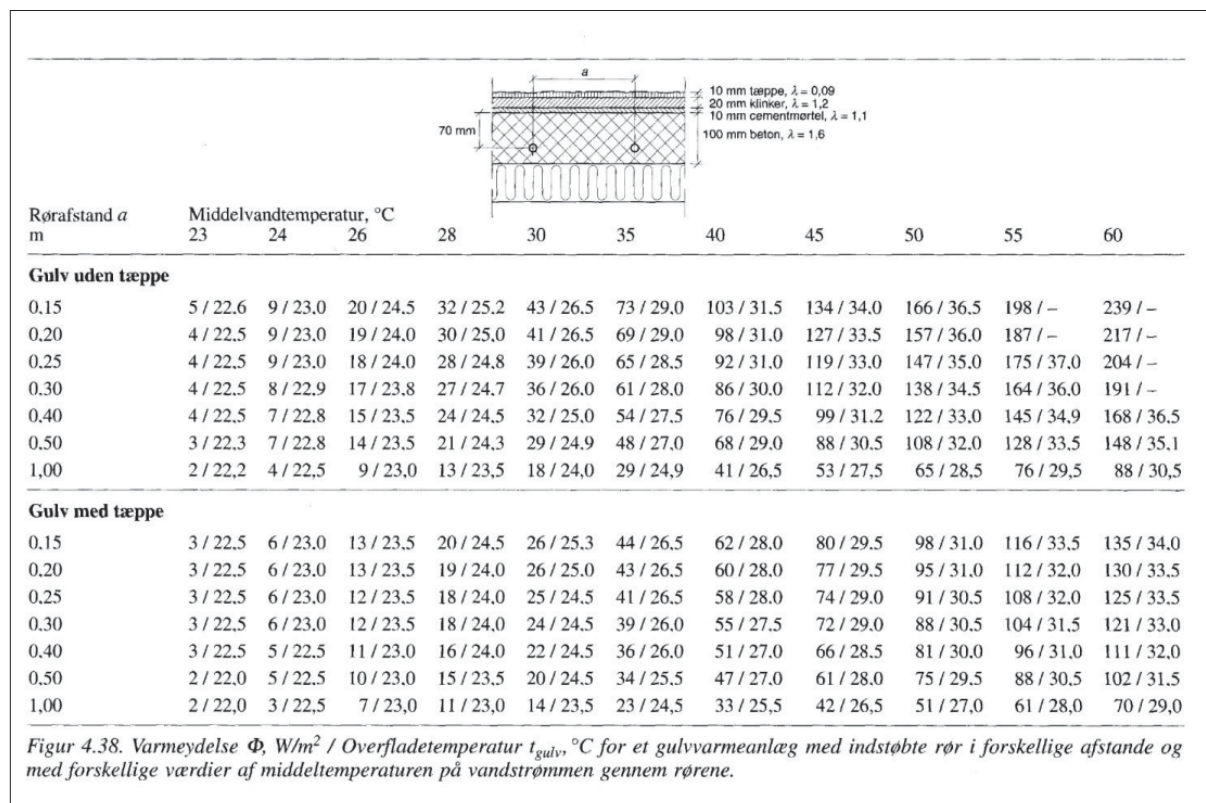 a
10 mm tæppe, λ = 0,09
20 mm klinker, λ = 1,2
10 mm cementmørtel, λ = 1,1
70 mm
100 mm beton, λ = 1,6
Rørafstand a Middelvandtemperatur, °C
m 23 24 26 28 30 35 40 45 50 55 60
Gulv uden tæppe
0,15 5 / 22,6 9 / 23,0 20 / 24,5 32 / 25,2 43 / 26,5 73 / 29,0 103 / 31,5 134 / 34,0 166 / 36,5 198 / – 239 / –
0,20 4 / 22,5 9 / 23,0 19 / 24,0 30 / 25,0 41 / 26,5 69 / 29,0 98 / 31,0 127 / 33,5 157 / 36,0 187 / – 217 / –
0,25 4 / 22,5 9 / 23,0 18 / 24,0 28 / 24,8 39 / 26,0 65 / 28,5 92 / 31,0 119 / 33,0 147 / 35,0 175 / 37,0 204 / –
0,30 4 / 22,5 8 / 22,9 17 / 23,8 27 / 24,7 36 / 26,0 61 / 28,0 86 / 30,0 112 / 32,0 138 / 34,5 164 / 36,0 191 / –
0,40 4 / 22,5 7 / 22,8 15 / 23,5 24 / 24,5 32 / 25,0 54 / 27,5 76 / 29,5 99 / 31,2 122 / 33,0 145 / 34,9 168 / 36,5
0,50 3 / 22,3 7 / 22,8 14 / 23,5 21 / 24,3 29 / 24,9 48 / 27,0 68 / 29,0 88 / 30,5 108 / 32,0 128 / 33,5 148 / 35,1
1,00 2 / 22,2 4 / 22,5 9 / 23,0 13 / 23,5 18 / 24,0 29 / 24,9 41 / 26,5 53 / 27,5 65 / 28,5 76 / 29,5 88 / 30,5
Gulv med tæppe
0,15 3 / 22,5 6 / 23,0 13 / 23,5 20 / 24,5 26 / 25,3 44 / 26,5 62 / 28,0 80 / 29,5 98 / 31,0 116 / 33,5 135 / 34,0
0,20 3 / 22,5 6 / 23,0 13 / 23,5 19 / 24,0 26 / 25,0 43 / 26,5 60 / 28,0 77 / 29,5 95 / 31,0 112 / 32,0 130 / 33,5
0,25 3 / 22,5 6 / 23,0 12 / 23,5 18 / 24,0 25 / 24,5 41 / 26,5 58 / 28,0 74 / 29,0 91 / 30,5 108 / 32,0 125 / 33,5
0,30 3 / 22,5 6 / 23,0 12 / 23,5 18 / 24,0 24 / 24,5 39 / 26,0 55 / 27,5 72 / 29,0 88 / 30,5 104 / 31,5 121 / 33,0
0,40 3 / 22,5 5 / 22,5 11 / 23,0 16 / 24,0 22 / 24,5 36 / 26,0 51 / 27,0 66 / 28,5 81 / 30,0 96 / 31,0 111 / 32,0
0,50 2 / 22,0 5 / 22,5 10 / 23,0 15 / 23,5 20 / 24,5 34 / 25,5 47 / 27,0 61 / 28,0 75 / 29,5 88 / 30,5 102 / 31,5
1,00 2 / 22,0 3 / 22,5 7 / 23,0 11 / 23,0 14 / 23,5 23 / 24,5 33 / 25,5 42 / 26,5 51 / 27,0 61 / 28,0 70 / 29,0
Figur 4.38. Varmeydelse Φ, W/m² / Overfladetemperatur t_gulv, °C for et gulvvarmeanlæg med indstøbte rør i forskellige afstande og
med forskellige værdier af middeltemperaturen på vandstrømmen gennem rørene.